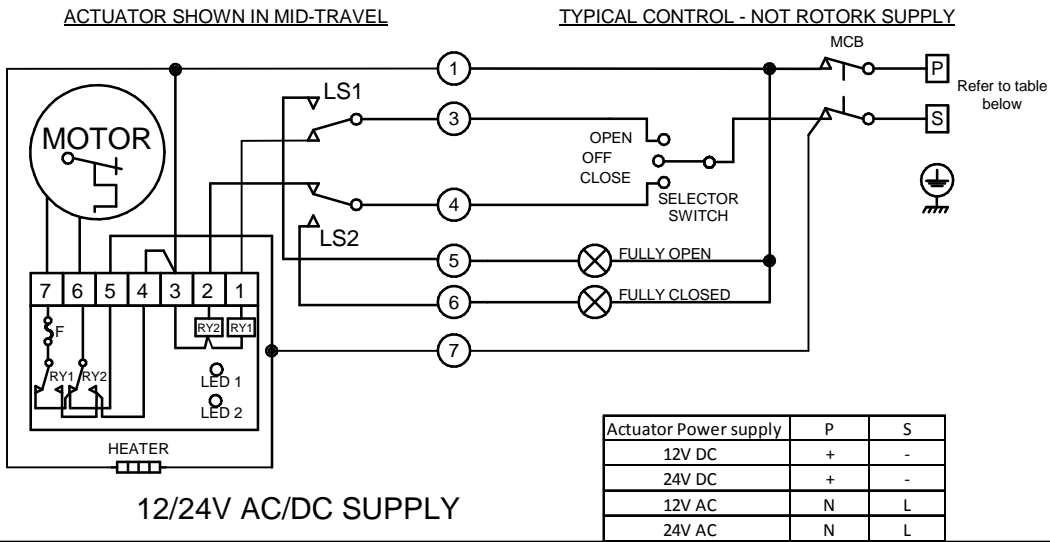 ACTUATOR SHOWN IN MID-TRAVEL
TYPICAL CONTROL - NOT ROTORK SUPPLY
MCB
1
P
Refer to table
below
LS1
3
S
MOTOR
OPEN
OFF
CLOSE
SELECTOR
SWITCH
4
LS2
5
FULLY OPEN
6
FULLY CLOSED
7 6 5 4 3 2 1
F
RY2 RY1
7
RY1 RY2
LED 1
LED 2
HEATER
12/24V AC/DC SUPPLY
Actuator Power supply P S
12V DC + -
24V DC + -
12V AC N L
24V AC N L